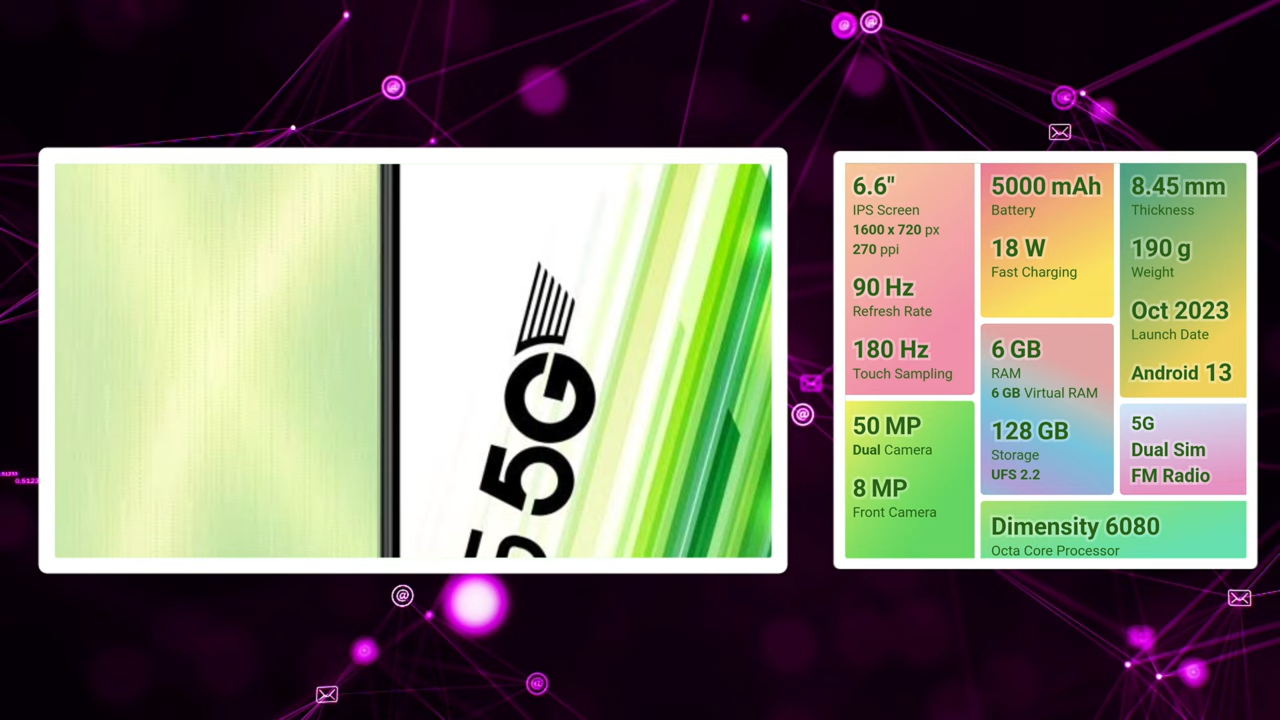 5G
6.6"
IPS Screen
1600 x 720 px
270 ppi
90 Hz
Refresh Rate
180 Hz
Touch Sampling
50 MP
Dual Camera
8 MP
Front Camera
5000 mAh
Battery
18 W
Fast Charging
6 GB
RAM
6 GB Virtual RAM
128 GB
Storage
UFS 2.2
8.45 mm
Thickness
190 g
Weight
Oct 2023
Launch Date
Android 13
5G
Dual Sim
FM Radio
Dimensity 6080
Octa Core Processor